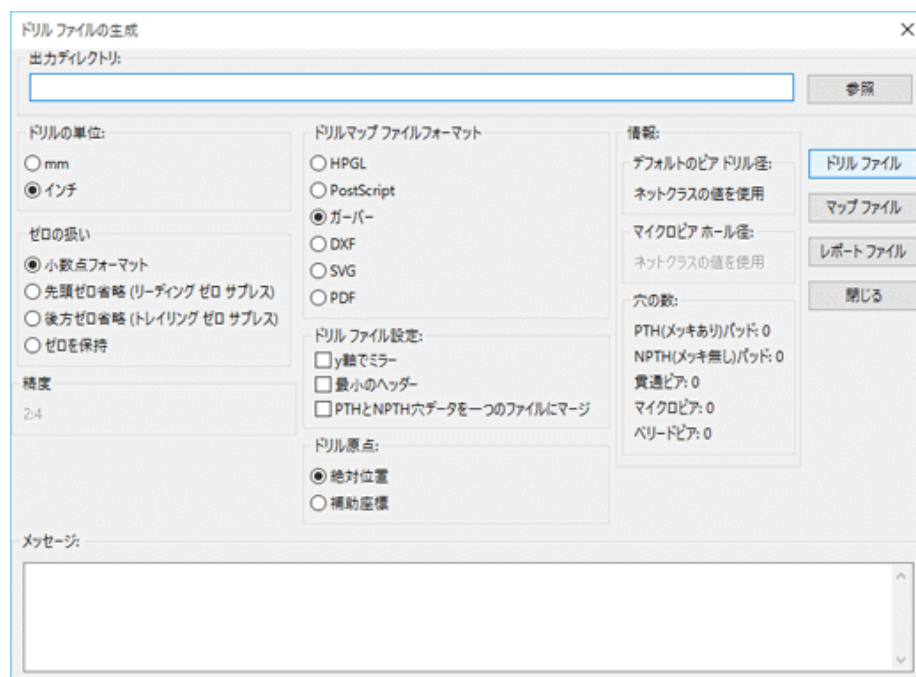 ドリル ファイルの生成
出力ディレクトリ:
参照
ドリルの単位:
mm
インチ
ゼロの扱い
小数点フォーマット
先頭ゼロ省略 (リーディング ゼロ サプレス)
後方ゼロ省略 (トレイリング ゼロ サプレス)
ゼロを保持
精度
2:4
ドリルマップ ファイルフォーマット
HPGL
PostScript
ガーバー
DXF
SVG
PDF
ドリル ファイル設定:
y軸でミラー
最小のヘッダー
PTHとNPTH穴データを一つのファイルにマージ
ドリル原点:
絶対位置
補助座標
情報:
デフォルトのビア ドリル径:
ネットクラスの値を使用
マイクロビア ホール径:
ネットクラスの値を使用
穴の数:
PTH(メッキあり)パッド: 0
NPTH(メッキ無し)パッド: 0
貫通ビア: 0
マイクロビア: 0
ベリードビア: 0
ドリル ファイル
マップ ファイル
レポート ファイル
閉じる
メッセージ: